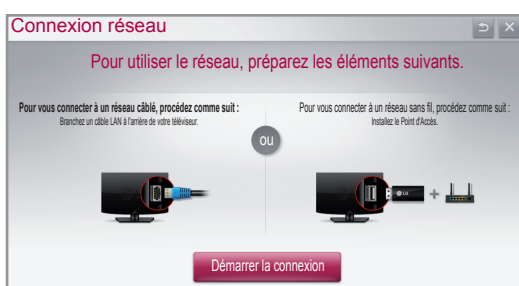 Connexion réseau
Pour utiliser le réseau, préparez les éléments suivants.
Pour vous connecter à un réseau câblé, procédez comme suit :
Branchez un câble LAN à l'arrière de votre téléviseur.
ou
Pour vous connecter à un réseau sans fil, procédez comme suit :
Installez le Point d'Accès.
LG
+
Démarrer la connexion